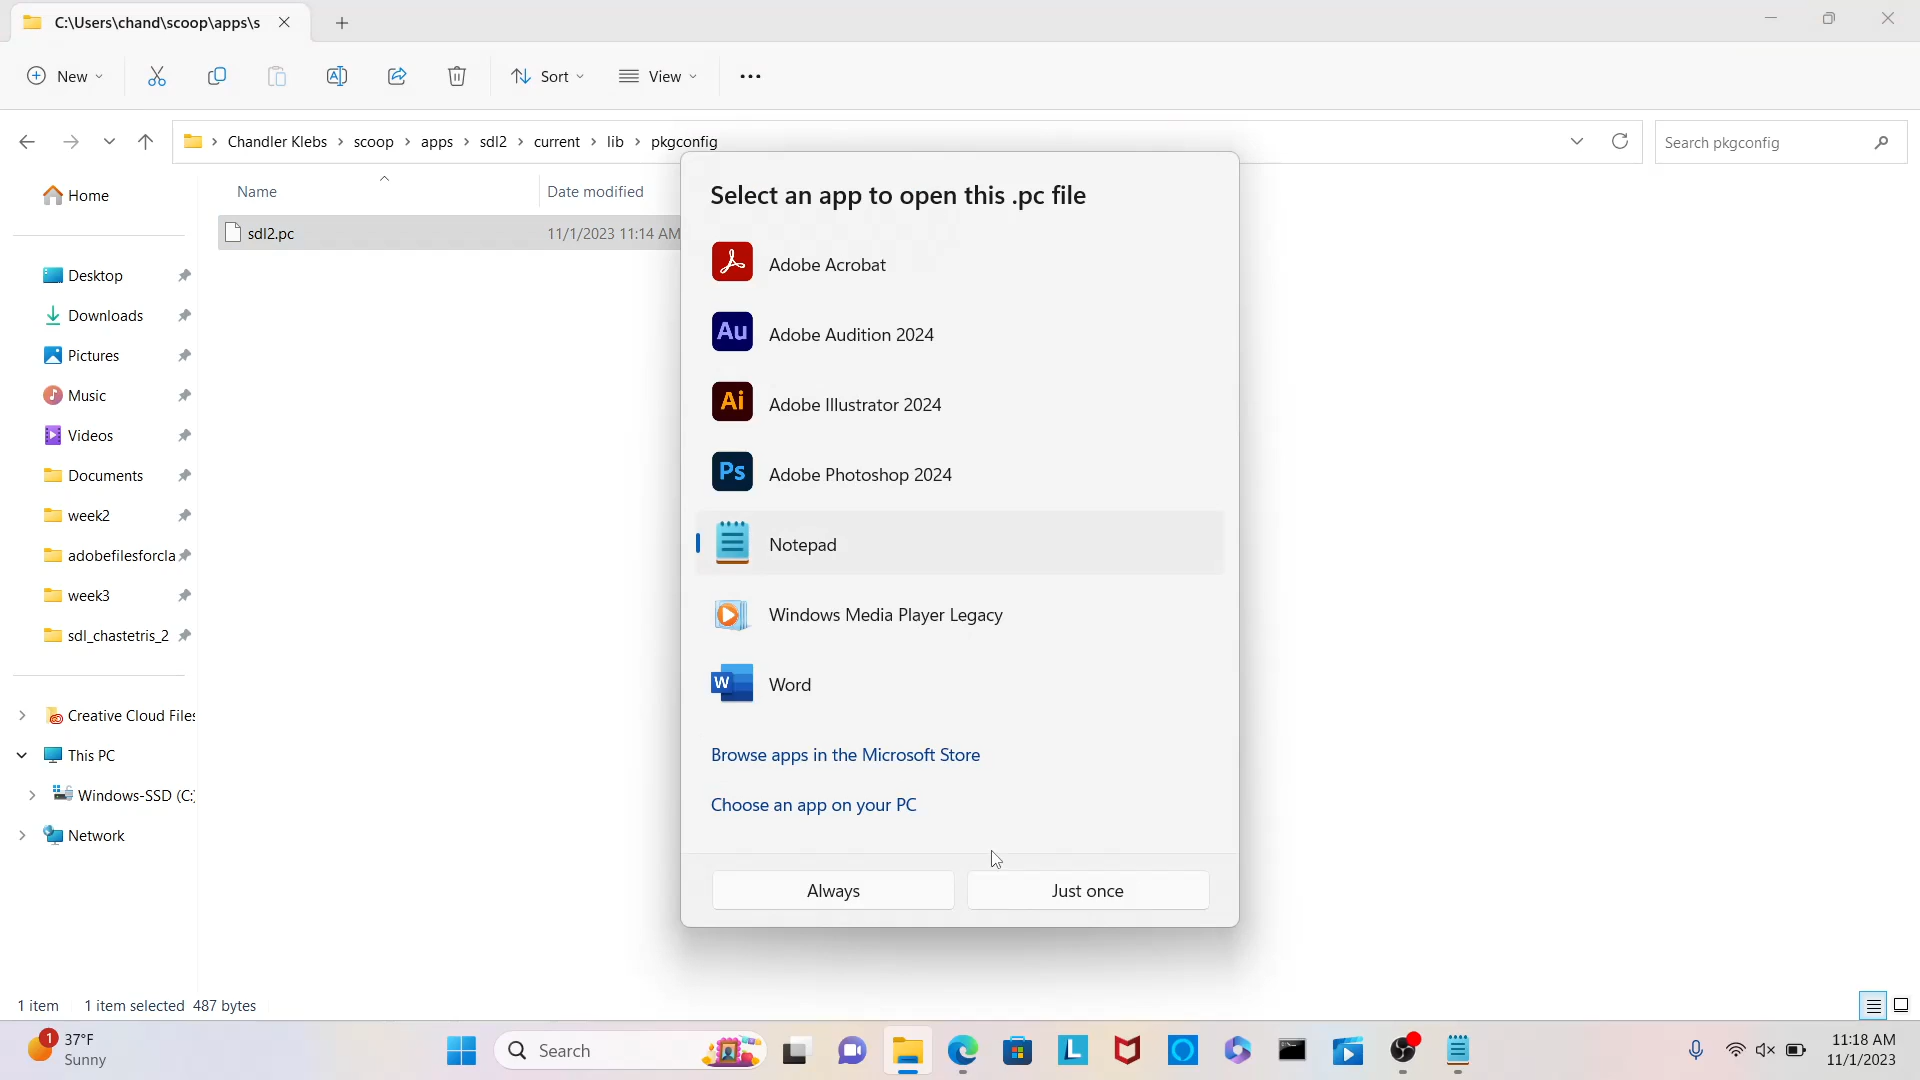 C:\Users\chand\scoop\apps\s
New
Sort
View
Chandler Klebs > scoop > apps > sdl2 > current > lib > pkgconfig
Search pkgconfig
Name
Date modified
sdl2.pc
11/1/2023 11:14 AM
Home
Desktop
Downloads
Pictures
Music
Videos
Documents
week2
adobefilesforcla
week3
sdl_chastetris_2
Creative Cloud Files
This PC
Windows-SSD (C:)
Network
Select an app to open this .pc file
Adobe Acrobat
Au
Adobe Audition 2024
Ai
Adobe Illustrator 2024
Ps
Adobe Photoshop 2024
Notepad
Windows Media Player Legacy
W
Word
Browse apps in the Microsoft Store
Choose an app on your PC
Always
Just once
1 item
1 item selected 487 bytes
1
37°F
Sunny
Search
L
11:18 AM
11/1/2023